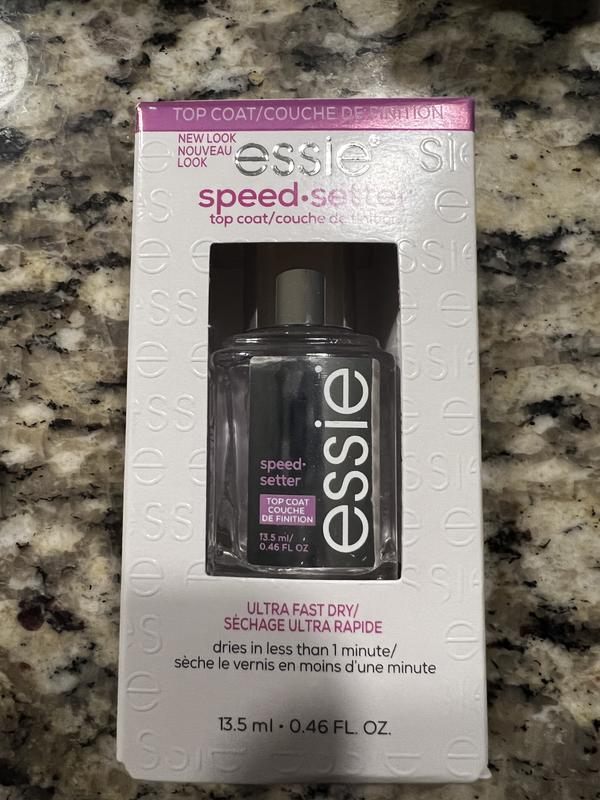 TOP COAT/COUCHE DE FINITION
NEW LOOK
NOUVEAU
LOOK
essie
speed•setter
top coat/couche de finition
essie
speed•
setter
TOP COAT
COUCHE
DE FINITION
13.5 ml/
0.46 FL OZ
ULTRA FAST DRY/
SÉCHAGE ULTRA RAPIDE
dries in less than 1 minute/
sèche le vernis en moins d'une minute
13.5 ml • 0.46 FL. OZ.